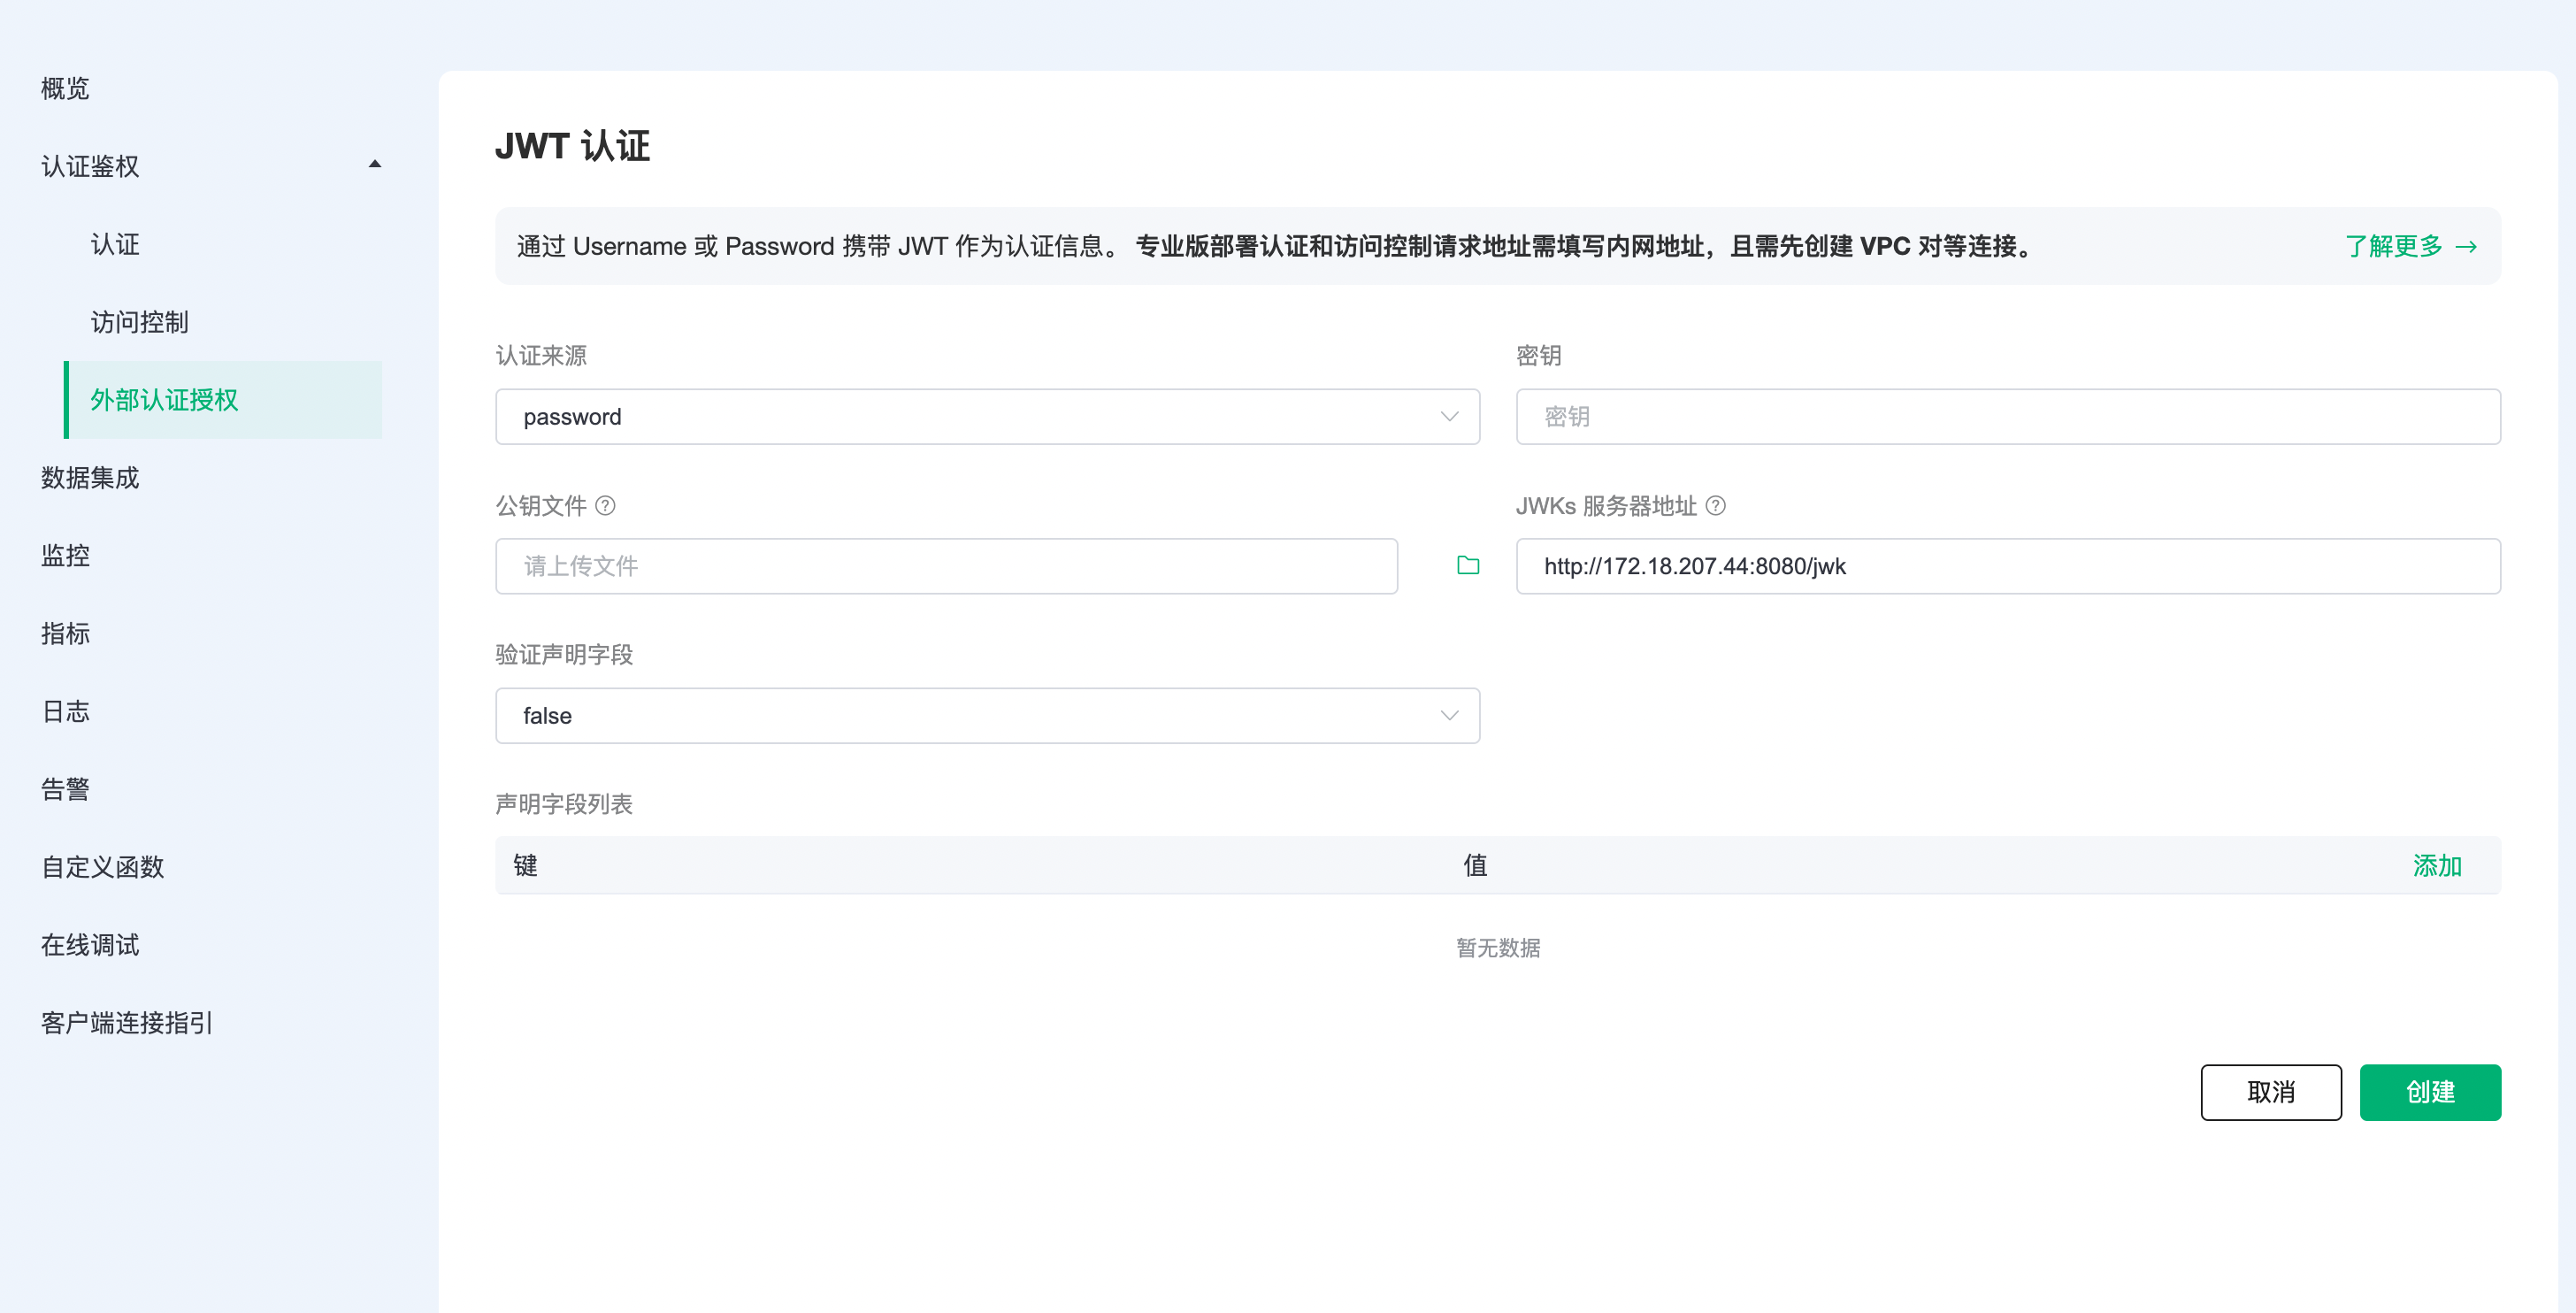 概览
认证鉴权
认证
访问控制
外部认证授权
数据集成
监控
指标
日志
告警
自定义函数
在线调试
客户端连接指引
JWT 认证
通过 Username 或 Password 携带 JWT 作为认证信息。 专业版部署认证和访问控制请求地址需填写内网地址，且需先创建 VPC 对等连接。 了解更多 →
认证来源 密钥
password 密钥
公钥文件 ? JWKs 服务器地址 ?
请上传文件 http://172.18.207.44:8080/jwk
验证声明字段
false
声明字段列表
键 值 添加
暂无数据
取消 创建